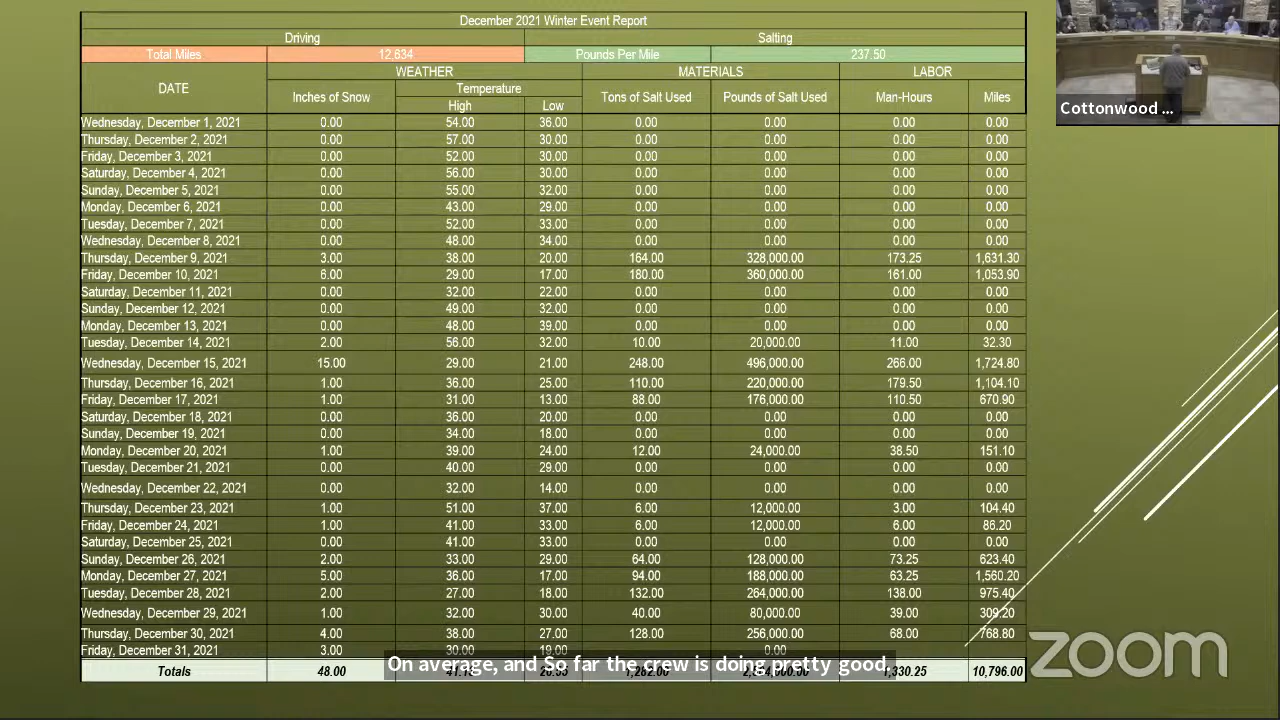 December 2021 Winter Event Report
Driving Salting
Total Miles 12,634 Pounds Per Mile 237.50
DATE WEATHER MATERIALS LABOR
Inches of Snow Temperature Tons of Salt Used Pounds of Salt Used Man-Hours Miles
High Low
Wednesday, December 1, 2021 0.00 54.00 36.00 0.00 0.00 0.00 0.00
Thursday, December 2, 2021 0.00 57.00 30.00 0.00 0.00 0.00 0.00
Friday, December 3, 2021 0.00 52.00 30.00 0.00 0.00 0.00 0.00
Saturday, December 4, 2021 0.00 56.00 30.00 0.00 0.00 0.00 0.00
Sunday, December 5, 2021 0.00 55.00 32.00 0.00 0.00 0.00 0.00
Monday, December 6, 2021 0.00 43.00 29.00 0.00 0.00 0.00 0.00
Tuesday, December 7, 2021 0.00 52.00 33.00 0.00 0.00 0.00 0.00
Wednesday, December 8, 2021 0.00 48.00 34.00 0.00 0.00 0.00 0.00
Thursday, December 9, 2021 3.00 38.00 20.00 164.00 328,000.00 173.25 1,631.30
Friday, December 10, 2021 6.00 29.00 17.00 180.00 360,000.00 161.00 1,053.90
Saturday, December 11, 2021 0.00 32.00 22.00 0.00 0.00 0.00 0.00
Sunday, December 12, 2021 0.00 49.00 32.00 0.00 0.00 0.00 0.00
Monday, December 13, 2021 0.00 48.00 39.00 0.00 0.00 0.00 0.00
Tuesday, December 14, 2021 2.00 56.00 32.00 10.00 20,000.00 11.00 32.30
Wednesday, December 15, 2021 15.00 29.00 21.00 248.00 496,000.00 266.00 1,724.80
Thursday, December 16, 2021 1.00 36.00 25.00 110.00 220,000.00 179.50 1,104.10
Friday, December 17, 2021 1.00 31.00 13.00 88.00 176,000.00 110.50 670.90
Saturday, December 18, 2021 0.00 36.00 20.00 0.00 0.00 0.00 0.00
Sunday, December 19, 2021 0.00 34.00 18.00 0.00 0.00 0.00 0.00
Monday, December 20, 2021 1.00 39.00 24.00 12.00 24,000.00 38.50 151.10
Tuesday, December 21, 2021 0.00 40.00 29.00 0.00 0.00 0.00 0.00
Wednesday, December 22, 2021 0.00 32.00 14.00 0.00 0.00 0.00 0.00
Thursday, December 23, 2021 1.00 51.00 37.00 6.00 12,000.00 3.00 104.40
Friday, December 24, 2021 1.00 41.00 33.00 6.00 12,000.00 6.00 86.20
Saturday, December 25, 2021 0.00 41.00 33.00 0.00 0.00 0.00 0.00
Sunday, December 26, 2021 2.00 33.00 29.00 64.00 128,000.00 73.25 623.40
Monday, December 27, 2021 5.00 36.00 17.00 94.00 188,000.00 63.25 1,560.20
Tuesday, December 28, 2021 2.00 27.00 18.00 132.00 264,000.00 138.00 975.40
Wednesday, December 29, 2021 1.00 32.00 30.00 40.00 80,000.00 39.00 309.20
Thursday, December 30, 2021 4.00 38.00 27.00 128.00 256,000.00 68.00 768.80
Friday, December 31, 2021 3.00 30.00 19.00 0.00
Totals 48.00 1,330.25 10,796.00
On average, and So far the crew is doing pretty good,
Cottonwood ...
zoom